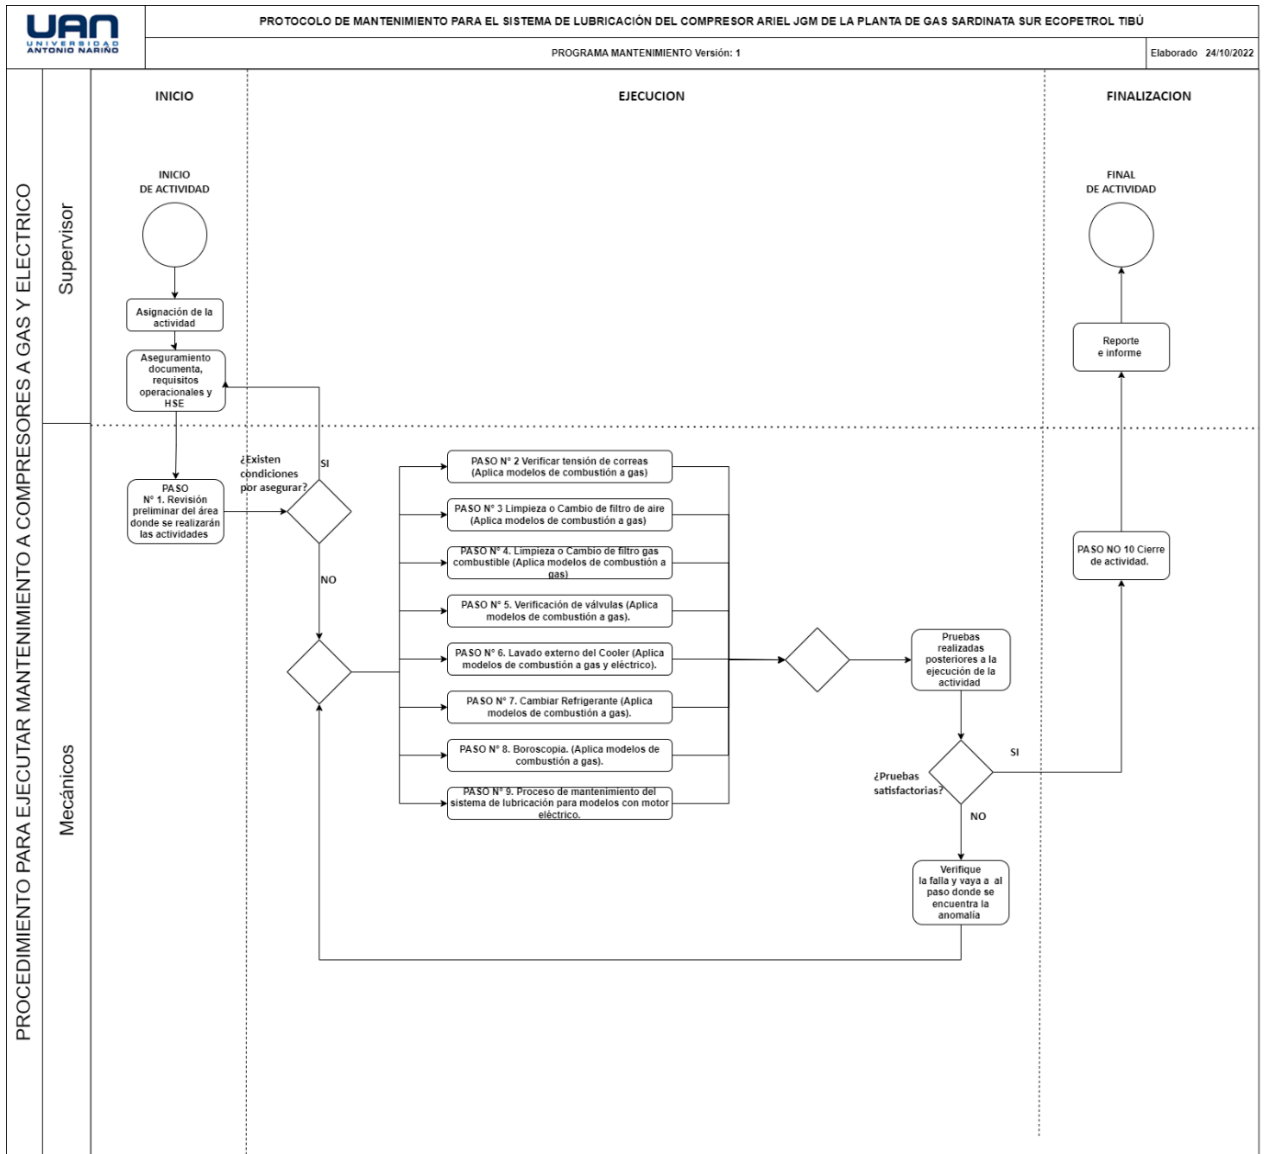 UAN
UNIVERSIDAD
ANTONIO NARIÑO
PROTOCOLO DE MANTENIMIENTO PARA EL SISTEMA DE LUBRICACIÓN DEL COMPRESOR ARIEL JGM DE LA PLANTA DE GAS SARDINATA SUR ECOPETROL TIBÚ
PROGRAMA MANTENIMIENTO Versión: 1
Elaborado 24/10/2022
PROCEDIMIENTO PARA EJECUTAR MANTENIMIENTO A COMPRESORES A GAS Y ELECTRICO
Supervisor
Mecánicos
INICIO
EJECUCION
FINALIZACION
INICIO
DE ACTIVIDAD
Asignación de la
actividad
Aseguramiento
documenta,
requisitos
operacionales y
HSE
PASO
N° 1. Revisión
preliminar del área
donde se realizarán
las actividades
¿Existen
condiciones
por asegurar?
SI
NO
PASO N° 2 Verificar tensión de correas
(Aplica modelos de combustión a gas)
PASO N° 3 Limpieza o Cambio de filtro de aire
(Aplica modelos de combustión a gas)
PASO N° 4. Limpieza o Cambio de filtro gas
combustible (Aplica modelos de combustión a
gas)
PASO N° 5. Verificación de válvulas (Aplica
modelos de combustión a gas).
PASO N° 6. Lavado externo del Cooler (Aplica
modelos de combustión a gas y eléctrico).
PASO N° 7. Cambiar Refrigerante (Aplica
modelos de combustión a gas).
PASO N° 8. Boroscopia. (Aplica modelos de
combustión a gas).
PASO N° 9. Proceso de mantenimiento del
sistema de lubricación para modelos con motor
eléctrico.
Pruebas
realizadas
posteriores a la
ejecución de la
actividad
¿Pruebas
satisfactorias?
SI
NO
Verifique
la falla y vaya a al
paso donde se
encuentra la
anomalía
PASO NO 10 Cierre
de actividad.
Reporte
e informe
FINAL
DE ACTIVIDAD